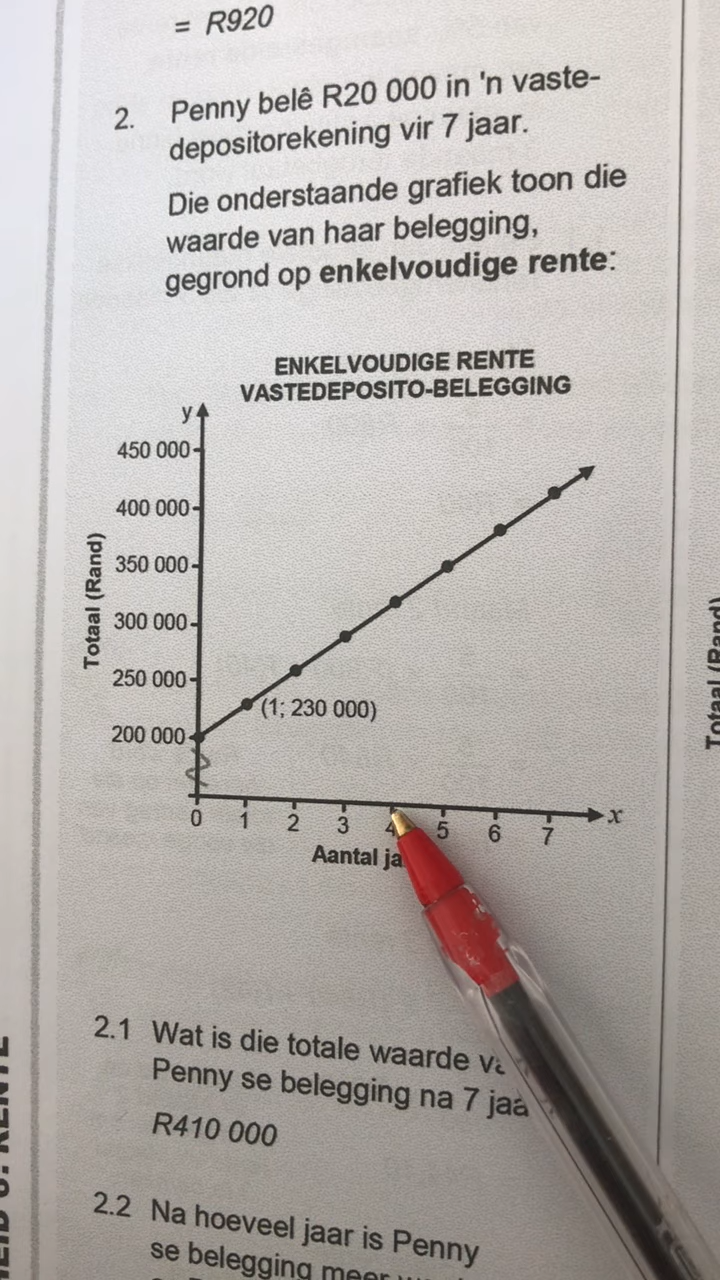 = R920
2. Penny belê R20 000 in 'n vaste-
depositorekening vir 7 jaar.
Die onderstaande grafiek toon die
waarde van haar belegging,
gegrond op enkelvoudige rente:
ENKELVOUDIGE RENTE
VASTEDEPOSITO-BELEGGING
y
450 000
400 000
350 000
300 000
250 000
200 000
Totaal (Rand)
(1; 230 000)
0 1 2 3 4 5 6 7 x
Aantal
2.1 Wat is die totale waarde
Penny se belegging na 7
R410 000
2.2 Na hoeveel jaar is Penny
se belegging meer
RENTE
Totaal (Rand)